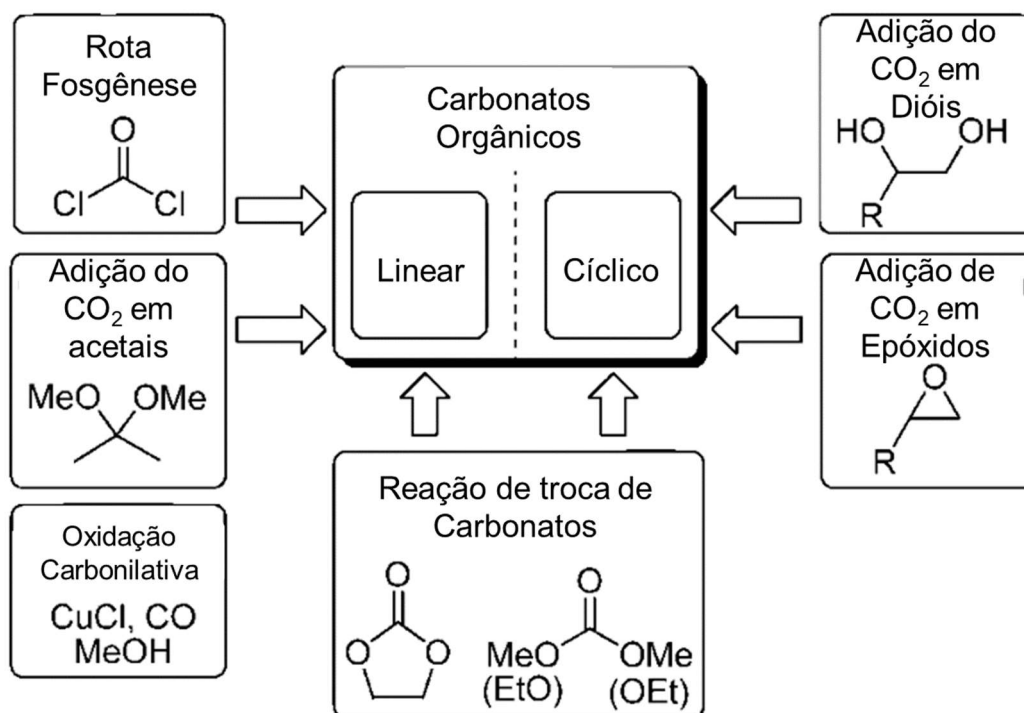 Rota
Fosgênese
O
Cl
Cl
Adição do
CO₂ em
acetais
MeO
OMe
Oxidação
Carbonilativa
CuCl, CO
MeOH
Carbonatos
Orgânicos
Linear
Cíclico
Reação de troca de
Carbonatos
O
O
O
O
MeO
OMe
(EtO)
(OEt)
Adição do
CO₂ em
Dióis
HO
OH
R
Adição de
CO₂ em
Epóxidos
O
R